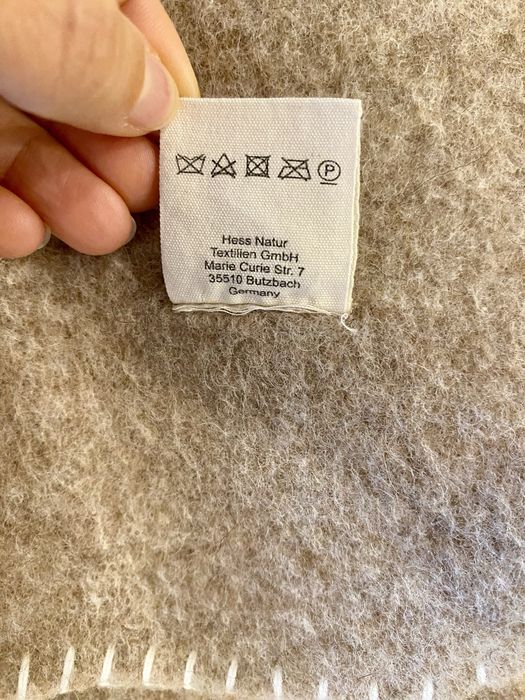 P
Hess Natur
Textilien GmbH
Marie Curie Str. 7
35510 Butzbach
Germany